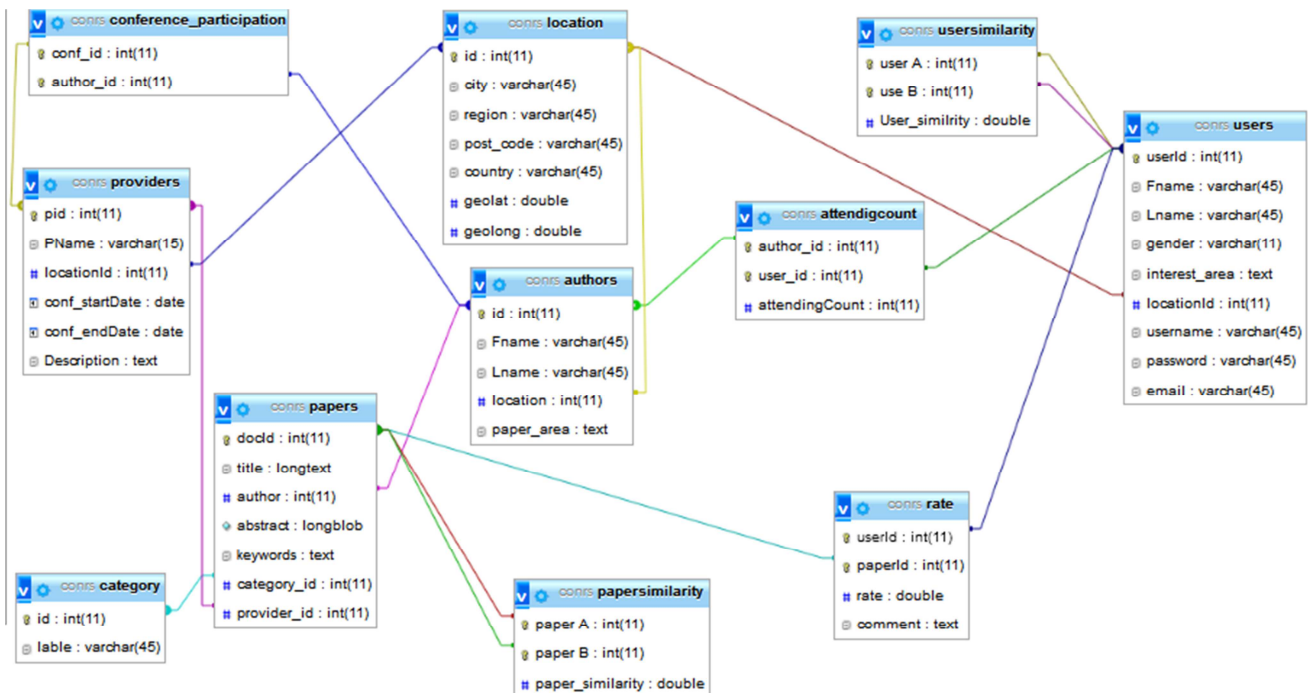 conrs conference_participation
conf_id : int(11)
author_id : int(11)
conrs location
id : int(11)
city : varchar(45)
region : varchar(45)
post_code : varchar(45)
country : varchar(45)
# geolat : double
# geolong : double
conrs usersimilarity
user A : int(11)
use B : int(11)
# User_similrity : double
conrs users
userId : int(11)
Fname : varchar(45)
Lname : varchar(45)
gender : varchar(11)
interest_area : text
# locationId : int(11)
username : varchar(45)
password : varchar(45)
email : varchar(45)
conrs providers
pid : int(11)
PName : varchar(15)
# locationId : int(11)
conf_startDate : date
conf_endDate : date
Description : text
conrs attendigcount
author_id : int(11)
user_id : int(11)
# attendingCount : int(11)
conrs authors
id : int(11)
Fname : varchar(45)
Lname : varchar(45)
# location : int(11)
paper_area : text
conrs papers
docId : int(11)
title : longtext
# author : int(11)
abstract : longblob
keywords : text
# category_id : int(11)
# provider_id : int(11)
conrs rate
userId : int(11)
paperId : int(11)
# rate : double
comment : text
conrs category
id : int(11)
lable : varchar(45)
conrs papersimilarity
paper A : int(11)
paper B : int(11)
# paper_similarity : double